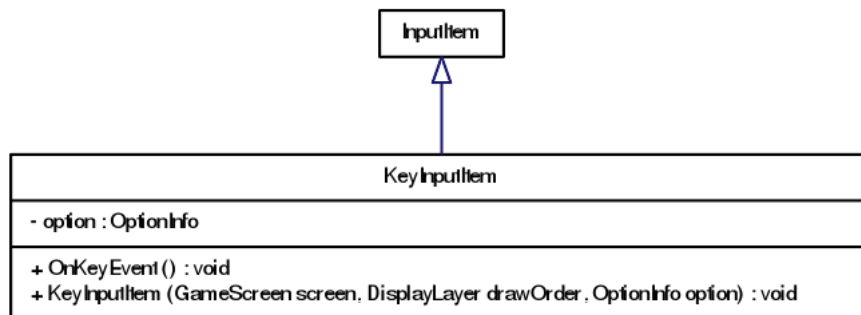 InputItem
KeyInputItem
- option : OptionInfo
+ OnKeyEvent() : void
+ KeyInputItem (GameScreen screen, DisplayLayer drawOrder, OptionInfo option) : void